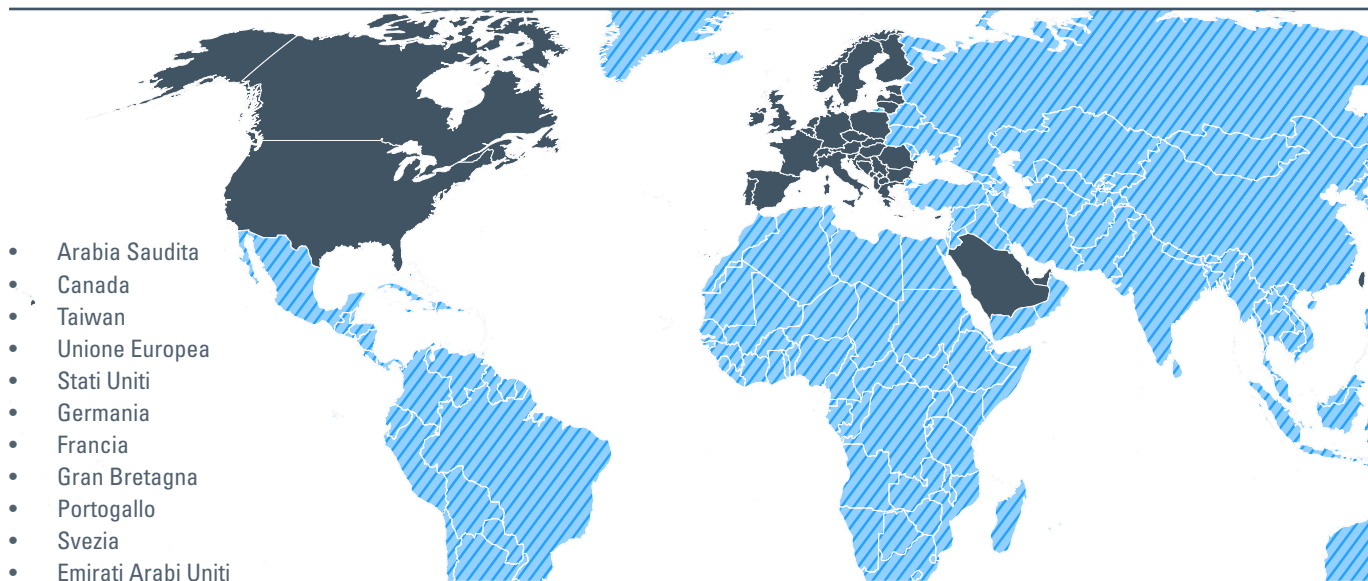 • Arabia Saudita
• Canada
• Taiwan
• Unione Europea
• Stati Uniti
• Germania
• Francia
• Gran Bretagna
• Portogallo
• Svezia
• Emirati Arabi Uniti